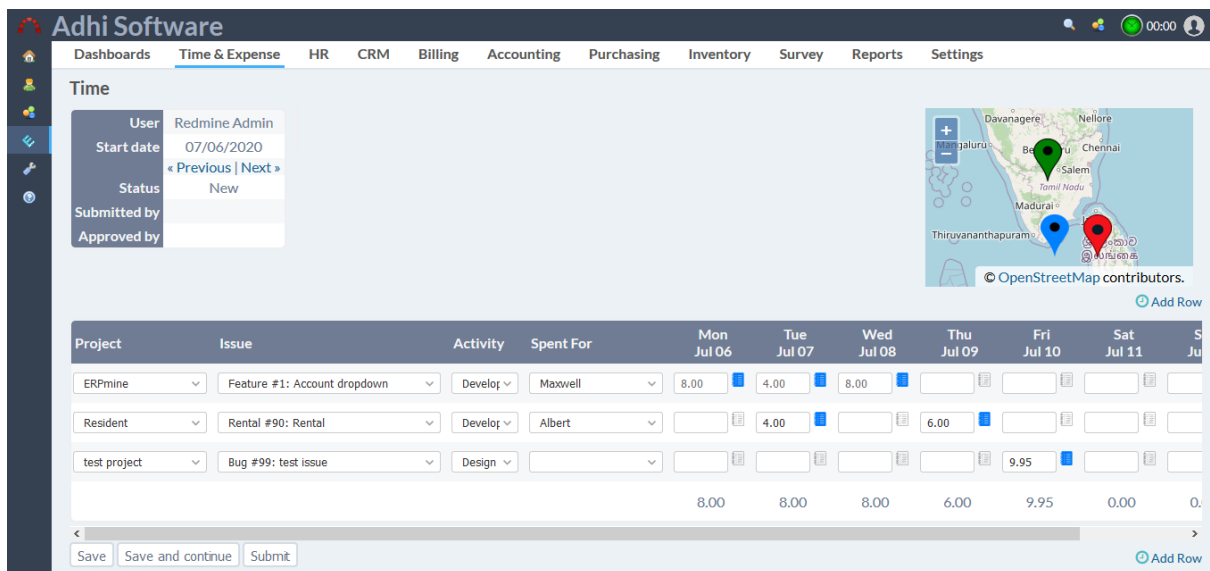 Adhi Software
00:00
Dashboards Time & Expense HR CRM Billing Accounting Purchasing Inventory Survey Reports Settings
Time
User Redmine Admin
Start date 07/06/2020
« Previous | Next »
Status New
Submitted by
Approved by
+
−
Davanagere Nellore
Mangaluru Chennai
Salem
Tamil Nadu
Madurai
Thiruvananthapuram
© OpenStreetMap contributors.
Add Row
Project Issue Activity Spent For Mon Tue Wed Thu Fri Sat
Jul 06 Jul 07 Jul 08 Jul 09 Jul 10 Jul 11
ERPmine Feature #1: Account dropdown Develop Maxwell 8.00 4.00 8.00
Resident Rental #90: Rental Develop Albert 4.00 6.00
test project Bug #99: test issue Design 9.95
8.00 8.00 8.00 6.00 9.95 0.00 0.
Save Save and continue Submit
Add Row